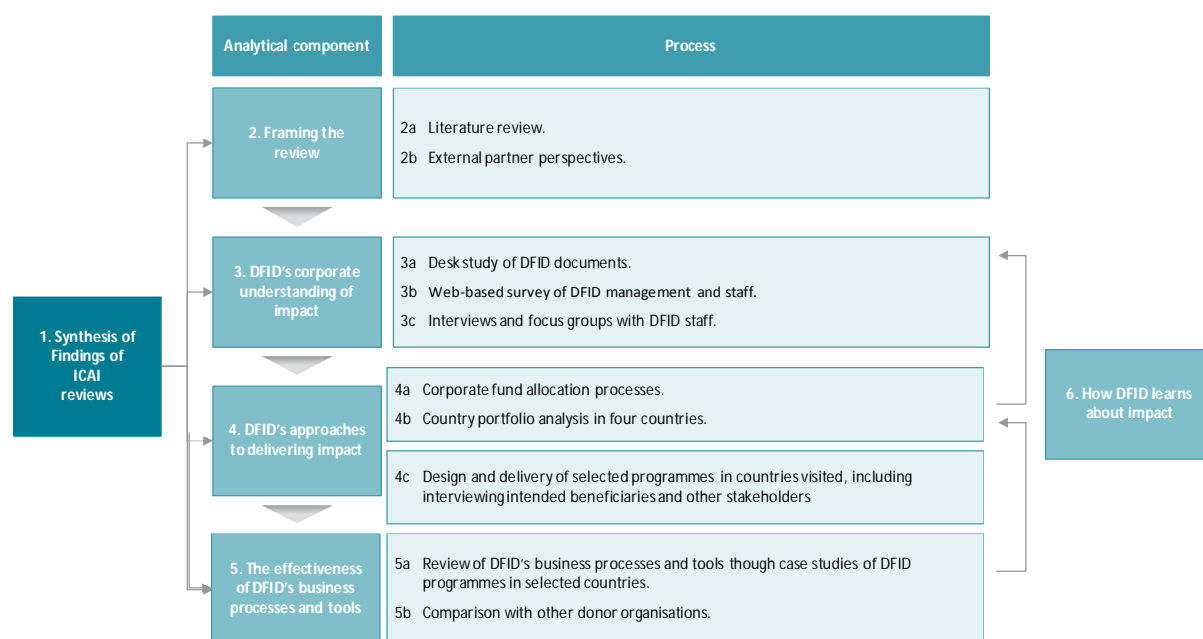 Analytical component
Process
2. Framing the
review
2a Literature review.
2b External partner perspectives.
3. DFID's corporate
understanding of
impact
3a Desk study of DFID documents.
3b Web-based survey of DFID management and staff.
3c Interviews and focus groups with DFID staff.
1. Synthesis of
Findings of
ICAI
reviews
4. DFID's approaches
to delivering impact
4a Corporate fund allocation processes.
4b Country portfolio analysis in four countries.
4c Design and delivery of selected programmes in countries visited, including
interviewing intended beneficiaries and other stakeholders
6. How DFID learns
about impact
5. The effectiveness
of DFID's business
processes and tools
5a Review of DFID's business processes and tools though case studies of DFID
programmes in selected countries.
5b Comparison with other donor organisations.